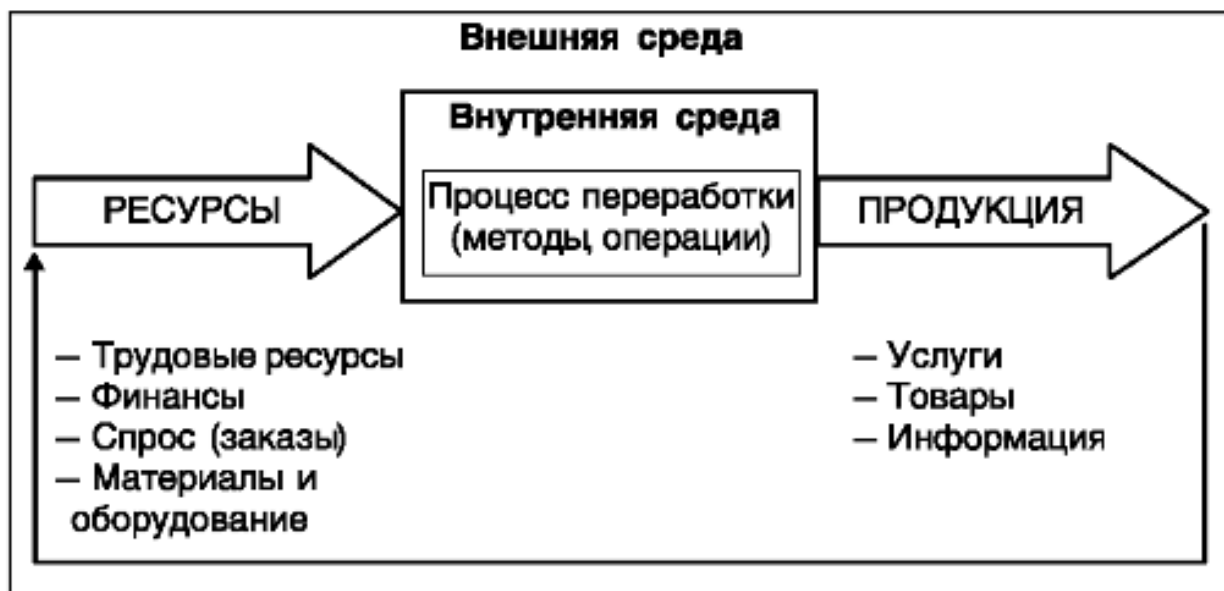 Внешняя среда
Внутренняя среда
РЕСУРСЫ
Процесс переработки
(методы, операции)
ПРОДУКЦИЯ
— Трудовые ресурсы
— Финансы
— Спрос (заказы)
— Материалы и
оборудование
— Услуги
— Товары
— Информация